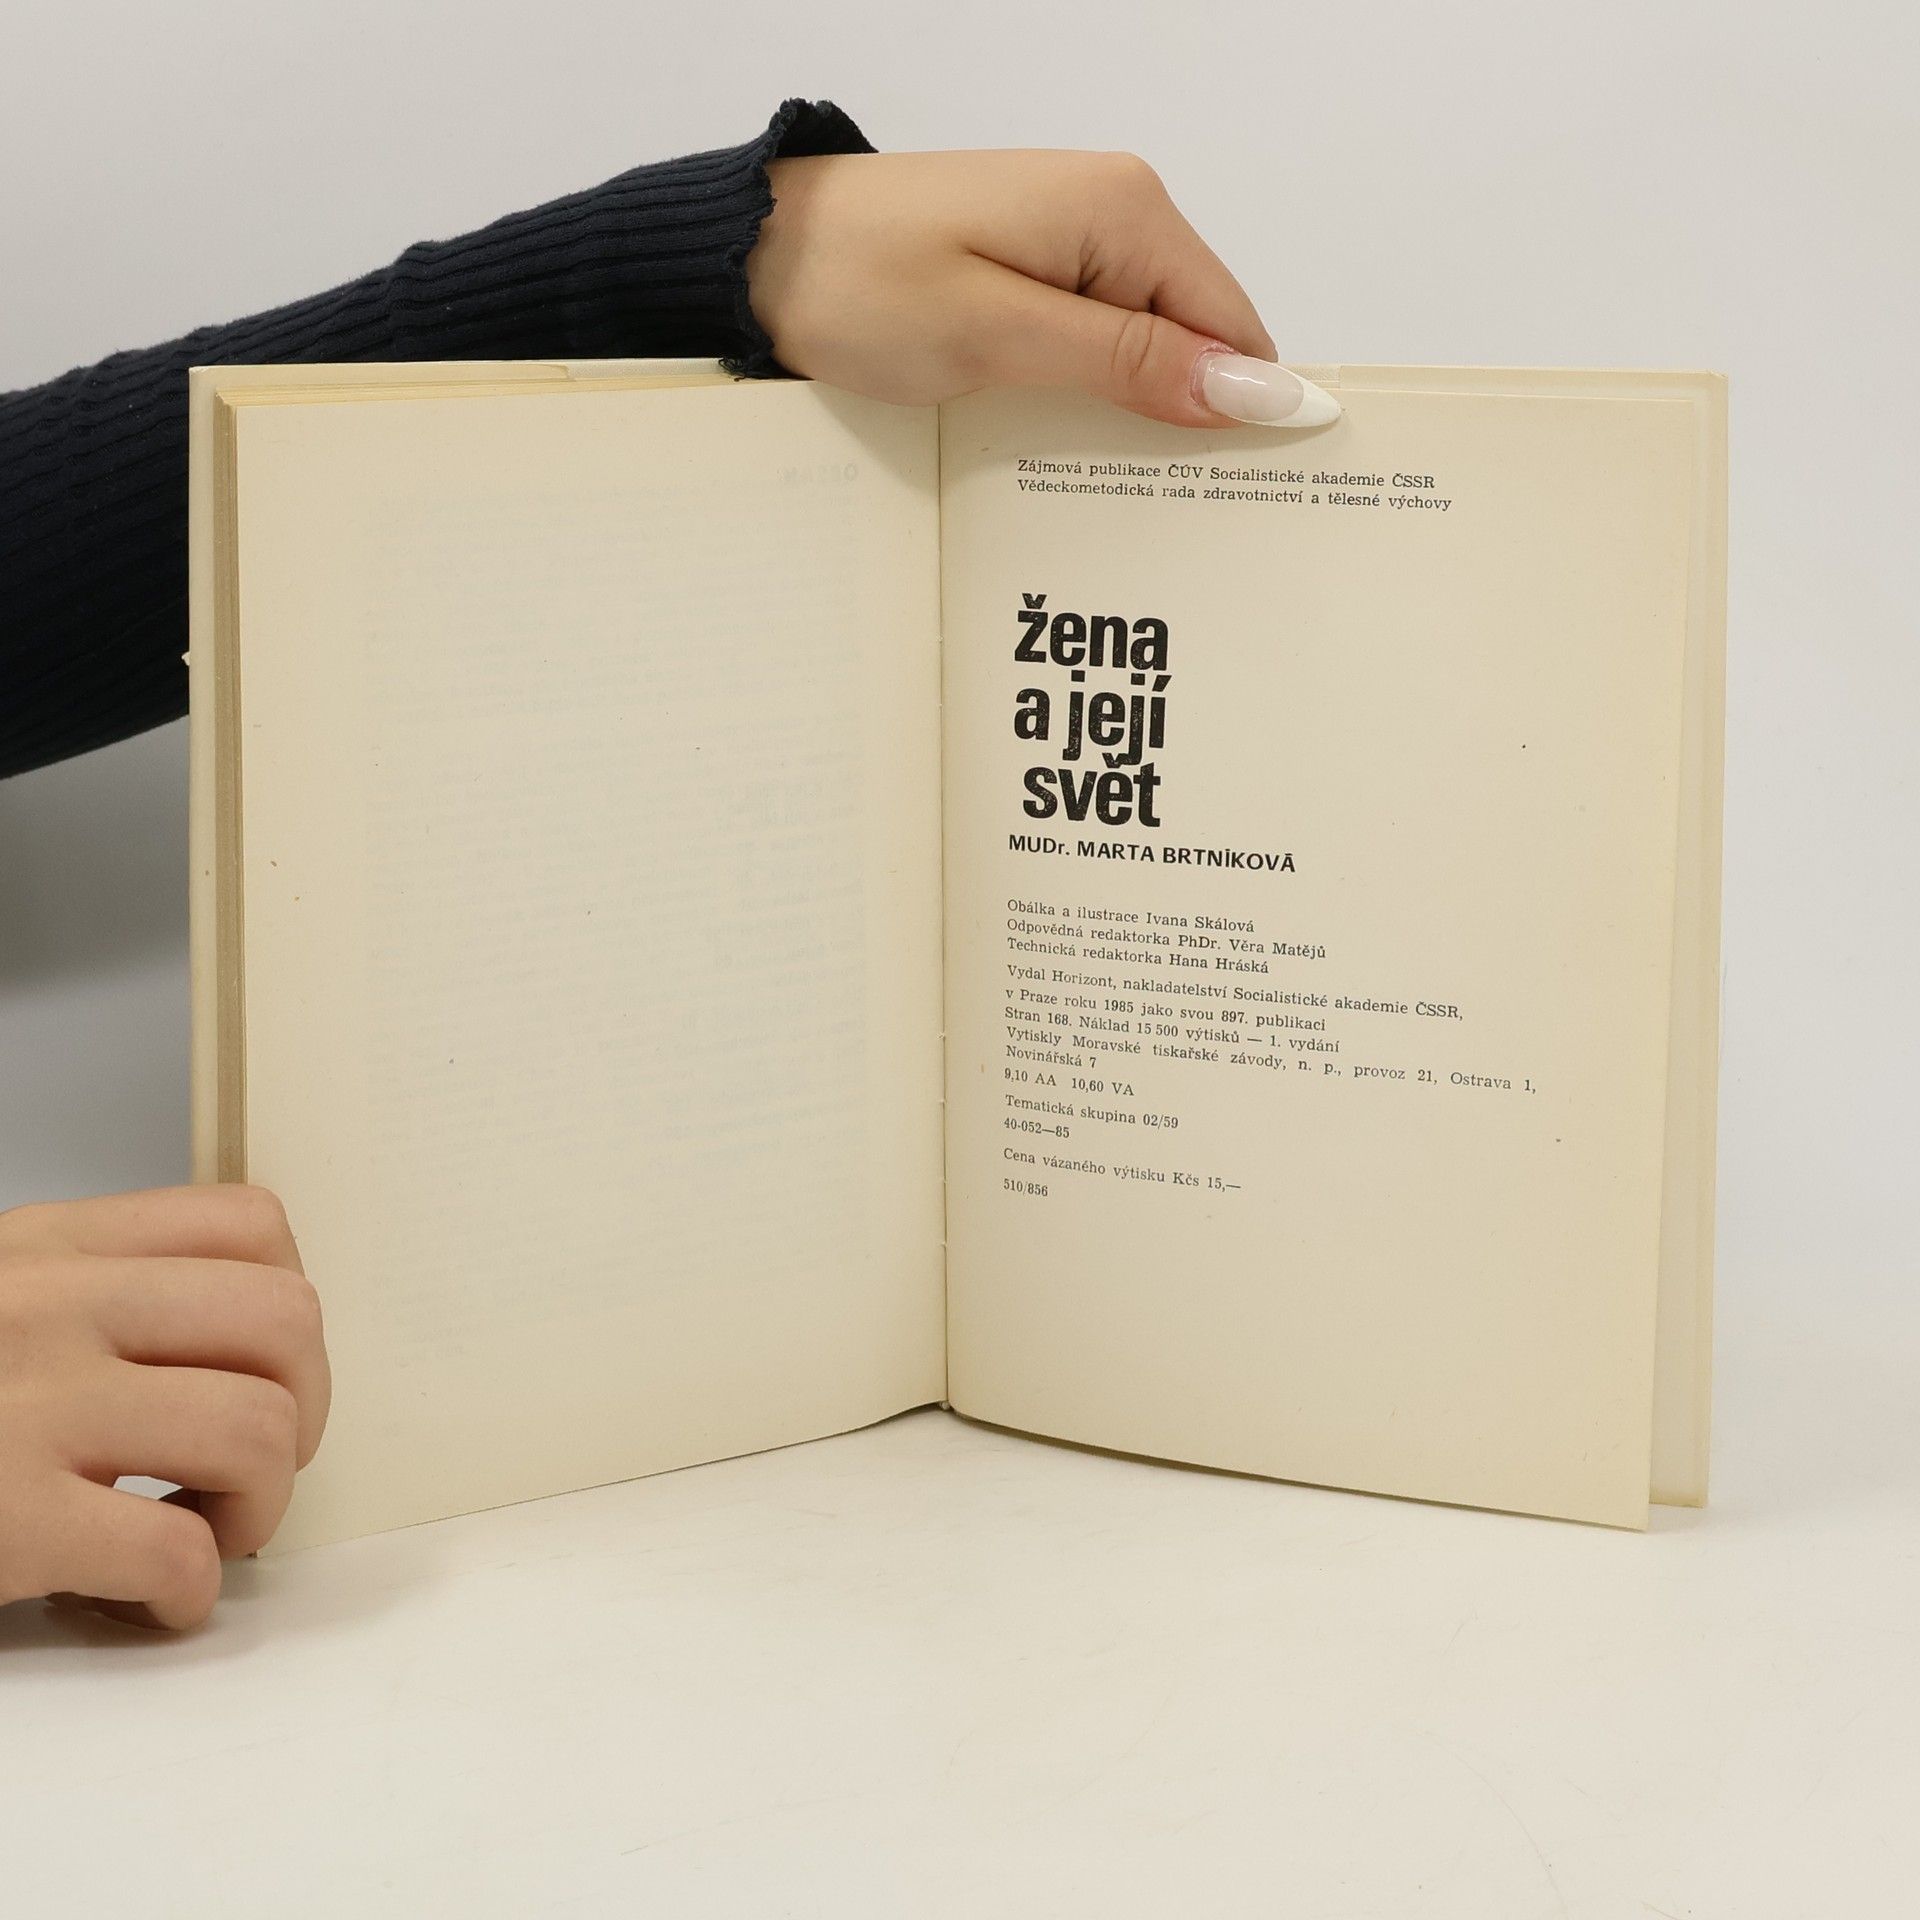 Zájmová publikace ČÚV Socialistické akademie ČSSR
Vědeckometodická rada zdravotnictví a tělesné výchovy
žena
a její
svět
MUDr. MARTA BRTNÍKOVÁ
Obálka a ilustrace Ivana Skálová
Odpovědná redaktorka PhDr. Věra Matějů
Technická redaktorka Hana Hráská
Vydal Horizont, nakladatelství Socialistické akademie ČSSR,
v Praze roku 1985 jako svou 897. publikaci
Stran 168. Náklad 15 500 výtisků — 1. vydání
Vytiskly Moravské tiskařské závody, n. p., provoz 21, Ostrava 1,
Novinářská 7
9,10 AA 10,60 VA
Tematická skupina 02/59
40-052—85
Cena vázaného výtisku Kčs 15,—
510/856